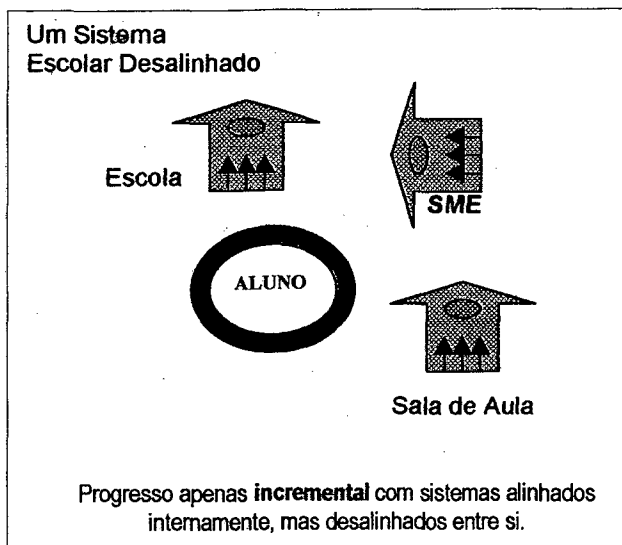 Um Sistema
Escolar Desalinhado
Escola
SME
ALUNO
Sala de Aula
Progresso apenas incremental com sistemas alinhados
internamente, mas desalinhados entre si.